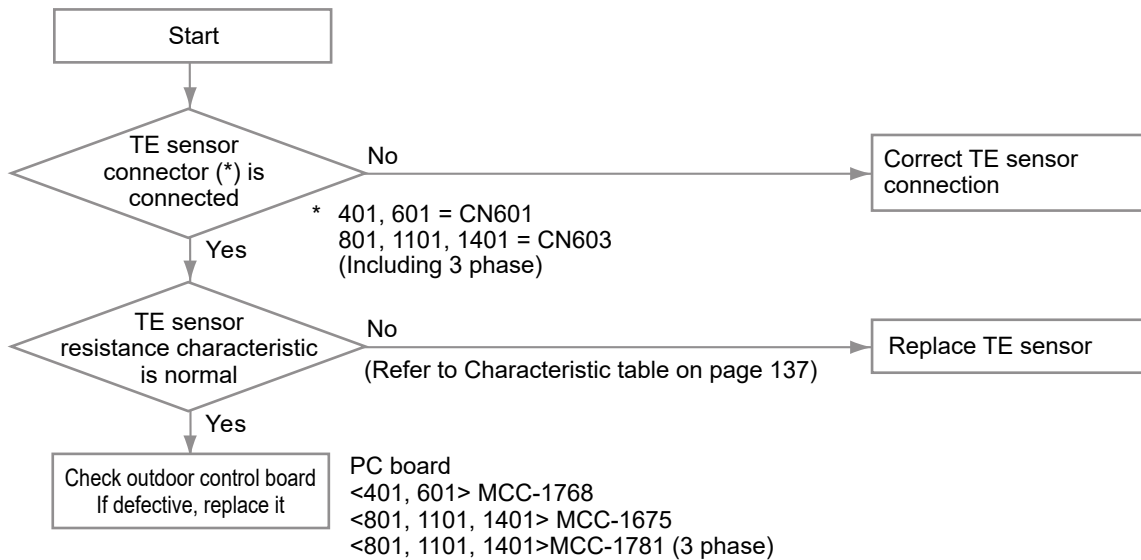 Start
TE sensor
connector (*) is
connected
No
Correct TE sensor
connection
* 401, 601 = CN601
801, 1101, 1401 = CN603
(Including 3 phase)
Yes
TE sensor
resistance characteristic
is normal
No
(Refer to Characteristic table on page 137)
Replace TE sensor
Yes
Check outdoor control board
If defective, replace it
PC board
<401, 601> MCC-1768
<801, 1101, 1401> MCC-1675
<801, 1101, 1401>MCC-1781 (3 phase)